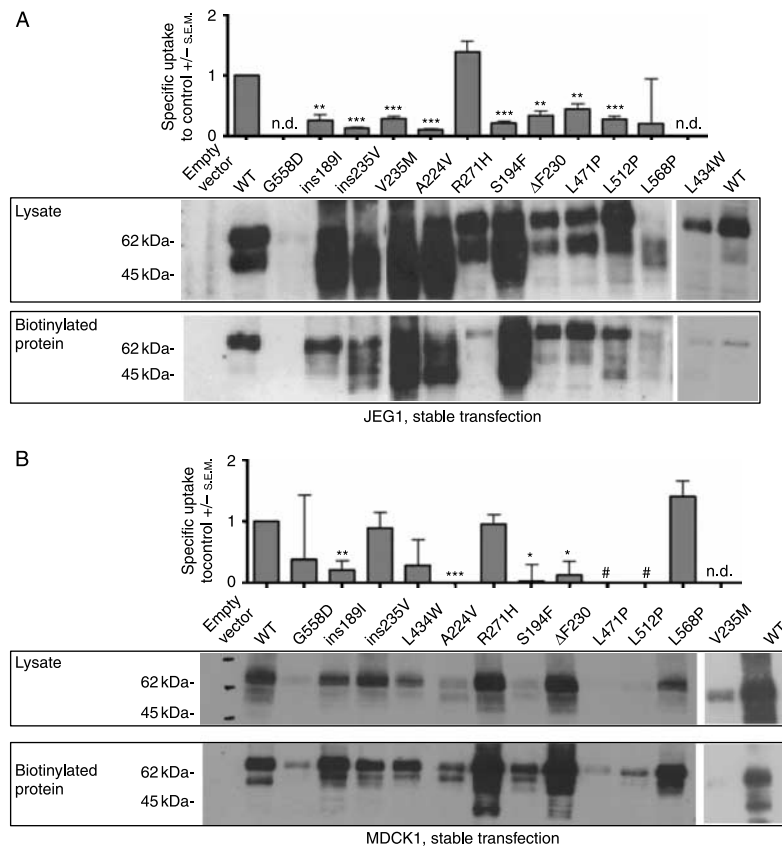 A
Specific uptake
to control +/− S.E.M.
2
1
0
n.d.
**
***
***
***
***
**
**
***
n.d.
Empty
vector
WT
G558D
ins189I
ins235V
V235M
A224V
R271H
S194F
ΔF230
L471P
L512P
L568P
L434W
WT
Lysate
62 kDa-
45 kDa-
Biotinylated
protein
62 kDa-
45 kDa-
JEG1, stable transfection
B
Specific uptake
tocontrol +/− S.E.M.
2
1
0
**
***
*
*
#
#
n.d.
Empty
vector
WT
G558D
ins189I
ins235V
L434W
A224V
R271H
S194F
ΔF230
L471P
L512P
L568P
V235M
WT
Lysate
62 kDa-
45 kDa-
Biotinylated
protein
62 kDa-
45 kDa-
MDCK1, stable transfection